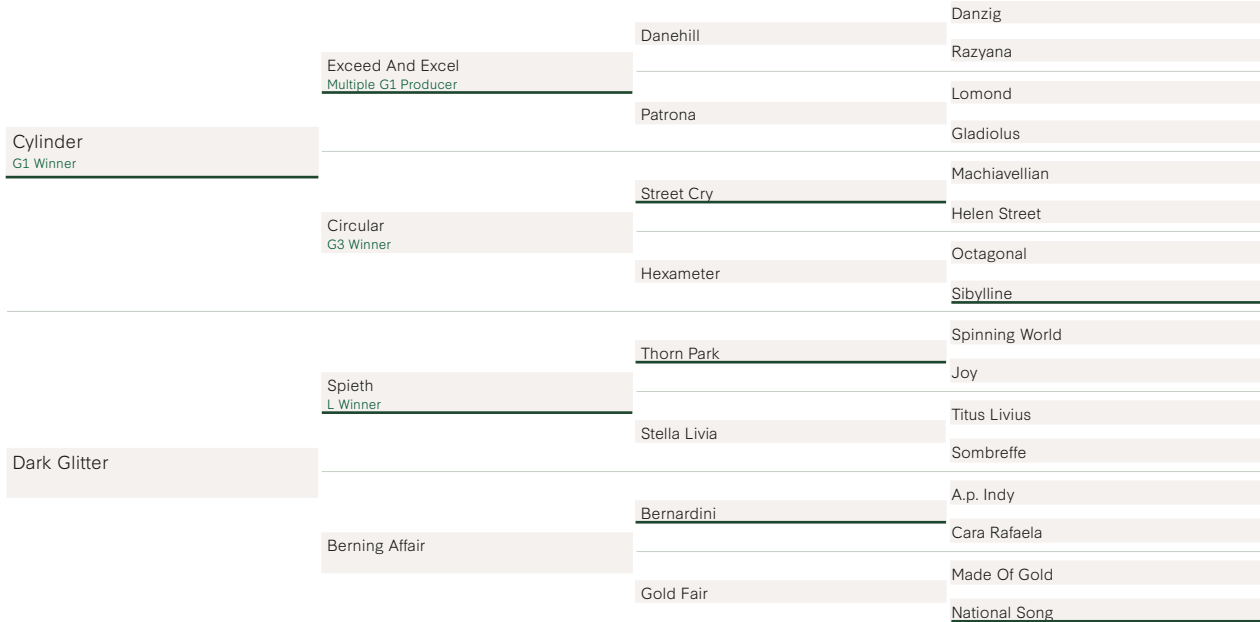 Cylinder
G1 Winner
Exceed And Excel
Multiple G1 Producer
Danehill
Danzig
Razyana
Patrona
Lomond
Gladiolus
Circular
G3 Winner
Street Cry
Machiavellian
Helen Street
Hexameter
Octagonal
Sibylline
Dark Glitter
Spieth
L Winner
Thorn Park
Spinning World
Joy
Stella Livia
Titus Livius
Sombreffe
Berning Affair
Bernardini
A.p. Indy
Cara Rafaela
Gold Fair
Made Of Gold
National Song